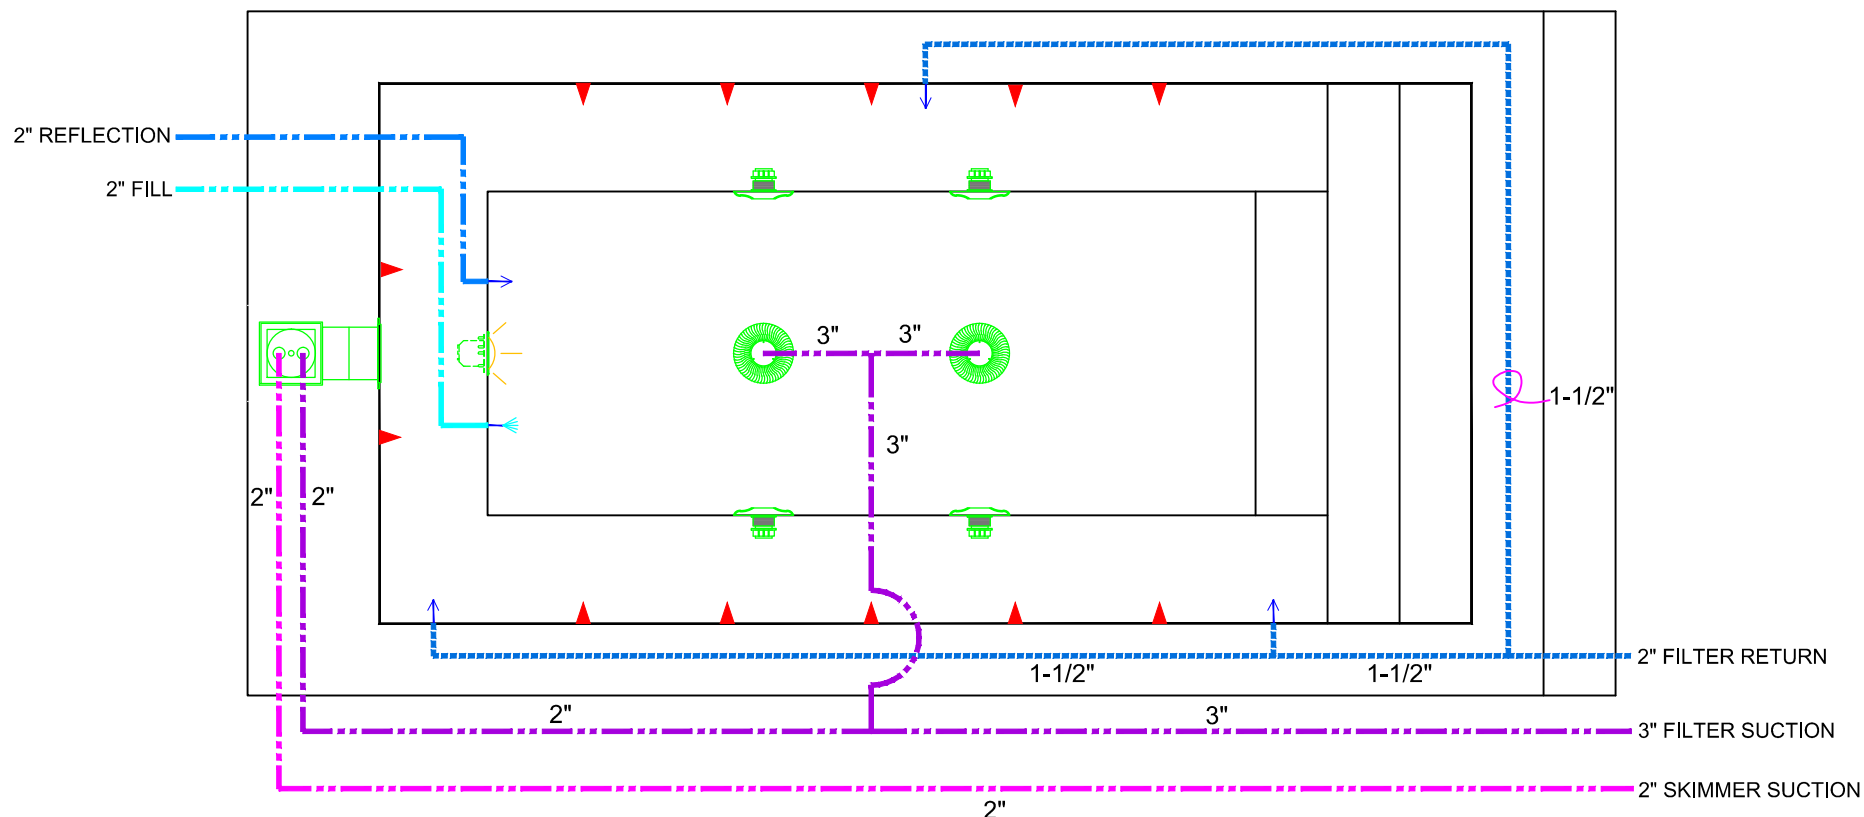 2" REFLECTION
2" FILL
3" 3"
1-1/2"
3"
2" 2"
2" FILTER RETURN
1-1/2" 1-1/2"
2" 3"
3" FILTER SUCTION
2" SKIMMER SUCTION
2"